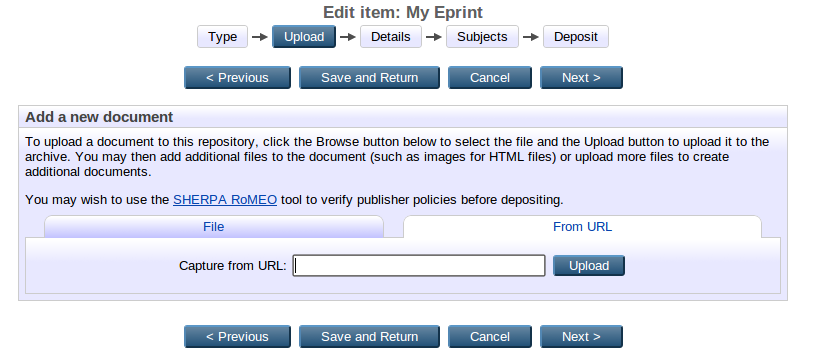 Edit item: My Eprint
Type Upload Details Subjects Deposit
< Previous Save and Return Cancel Next >
Add a new document
To upload a document to this repository, click the Browse button below to select the file and the Upload button to upload it to the
archive. You may then add additional files to the document (such as images for HTML files) or upload more files to create
additional documents.
You may wish to use the SHERPA RoMEO tool to verify publisher policies before depositing.
File From URL
Capture from URL: Upload
< Previous Save and Return Cancel Next >